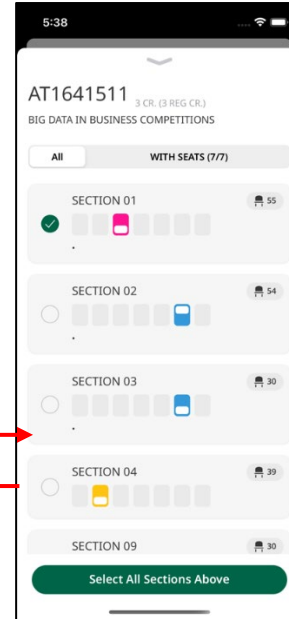 5:38
AT1641511 3 CR. (3 REG CR.)
BIG DATA IN BUSINESS COMPETITIONS
All WITH SEATS (7/7)
SECTION 01 55
SECTION 02 54
SECTION 03 30
SECTION 04 39
SECTION 09 30
Select All Sections Above